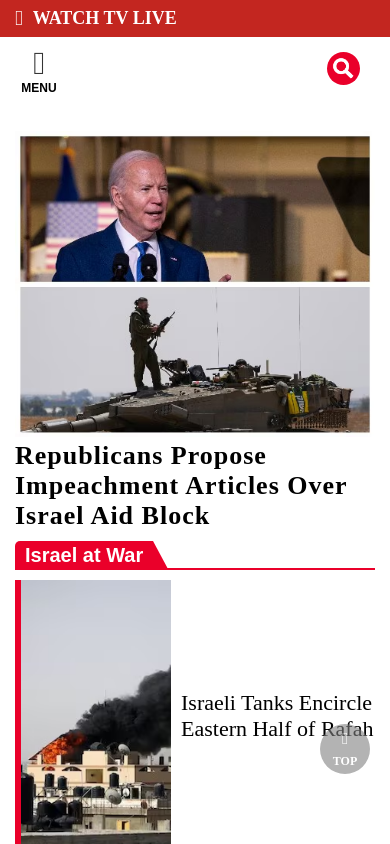 WATCH TV LIVE
MENU
Republicans Propose
Impeachment Articles Over
Israel Aid Block
Israel at War
Israeli Tanks Encircle
Eastern Half of Rafah
TOP